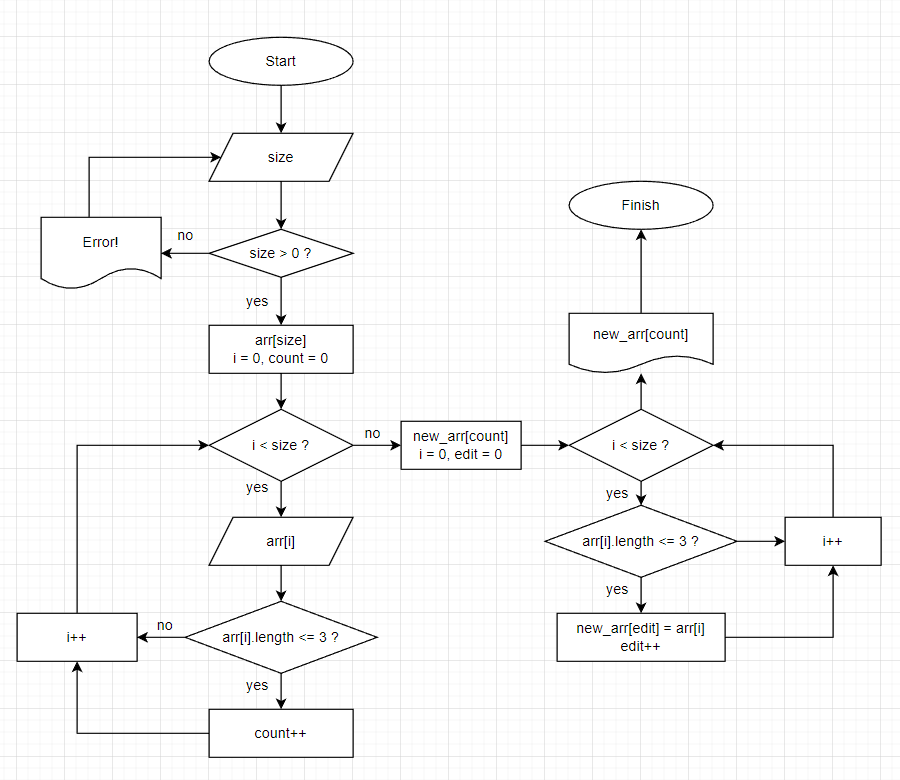 Start
size
Error!
no
size > 0 ?
yes
arr[size]
i = 0, count = 0
i < size ?
no
yes
arr[i]
arr[i].length <= 3 ?
no
i++
yes
count++
new_arr[count]
i = 0, edit = 0
i < size ?
yes
arr[i].length <= 3 ?
i++
yes
new_arr[edit] = arr[i]
edit++
new_arr[count]
Finish